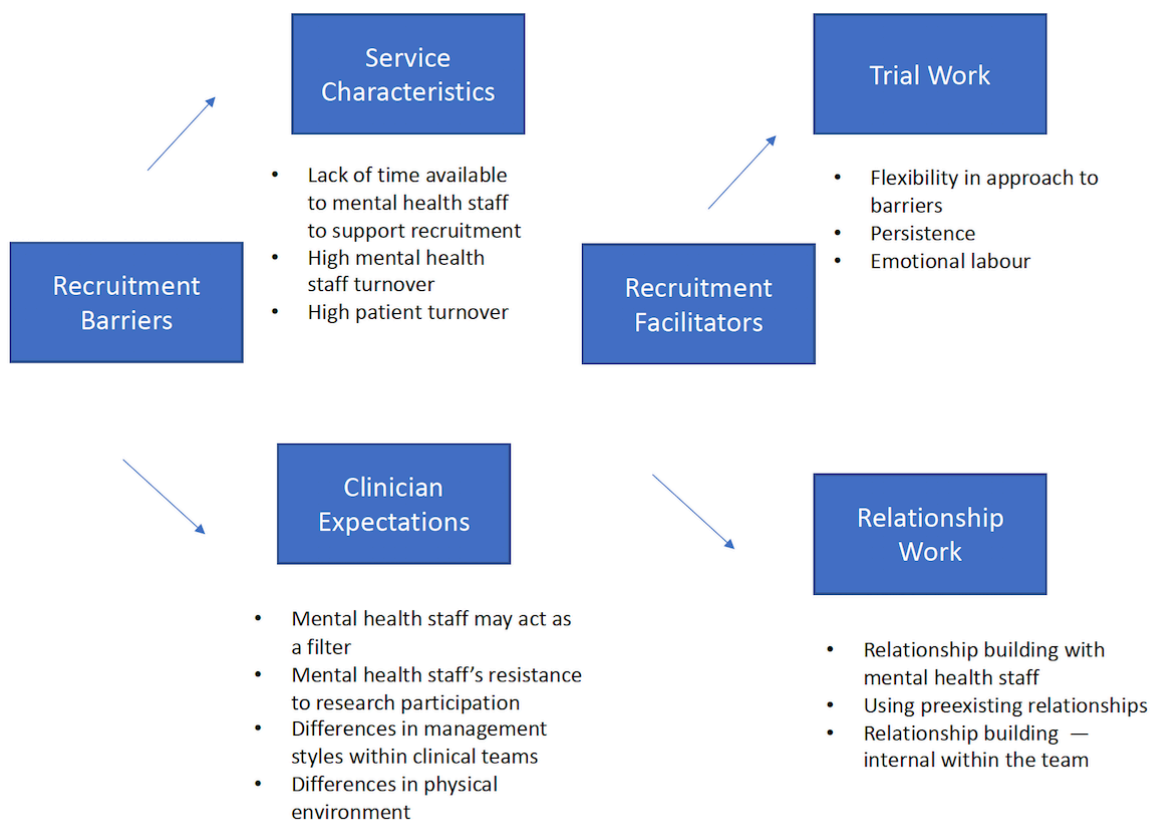 Recruitment
Barriers
Service
Characteristics
• Lack of time available
to mental health staff
to support recruitment
• High mental health
staff turnover
• High patient turnover
Clinician
Expectations
• Mental health staff may act as
a filter
• Mental health staff’s resistance
to research participation
• Differences in management
styles within clinical teams
• Differences in physical
environment
Recruitment
Facilitators
Trial Work
• Flexibility in approach to
barriers
• Persistence
• Emotional labour
Relationship
Work
• Relationship building with
mental health staff
• Using preexisting relationships
• Relationship building —
internal within the team